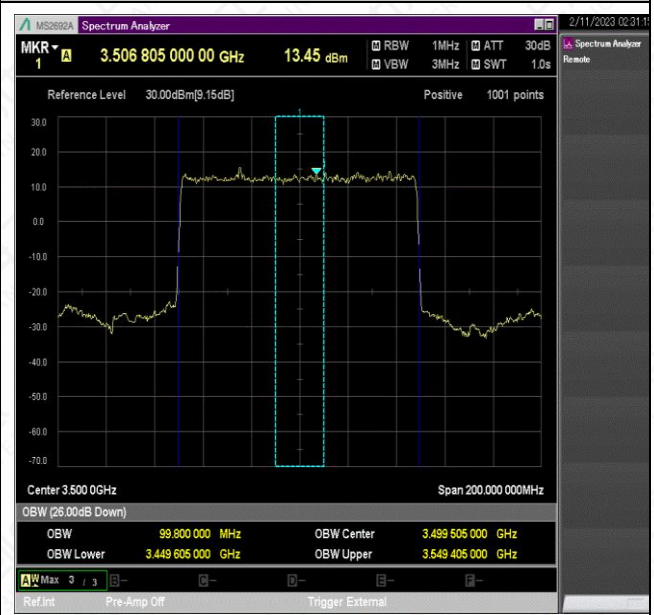 MS2692A Spectrum Analyzer 2/11/2023 02:31:15
MKR 1 A 3.506 805 000 00 GHz 13.45 dBm M RBW 1MHz M ATT 30dB
M VBW 3MHz M SWT 1.0s
Spectrum Analyzer
Remote
Reference Level 30.00dBm[9.15dB] Positive 1001 points
1
30.0
20.0
10.0
0.0
-10.0
-20.0
-30.0
-40.0
-50.0
-60.0
-70.0
Center 3.500 0GHz Span 200.000 000MHz
OBW (26.00dB Down)
OBW 99.800 000 MHz OBW Center 3.499 505 000 GHz
OBW Lower 3.449 605 000 GHz OBW Upper 3.549 405 000 GHz
A W Max 3 / 3 B- C- D- E- F-
Ref.Int Pre-Amp Off Trigger External